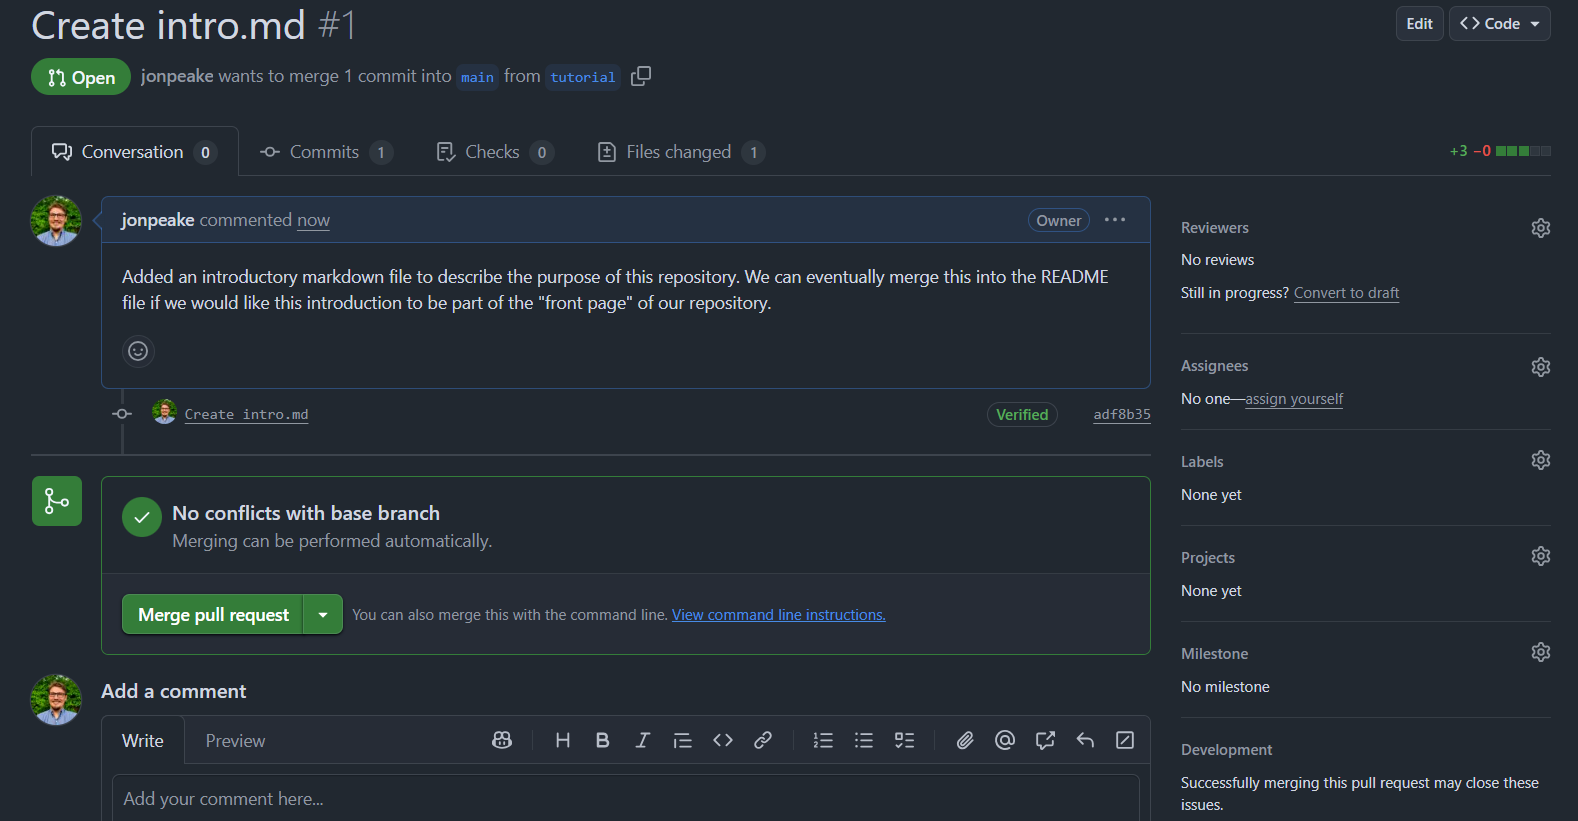 Create intro.md #1
Edit
<> Code
Open
jonpeake wants to merge 1 commit into main from tutorial
Conversation 0
Commits 1
Checks 0
Files changed 1
+3 −0
jonpeake commented now
Owner
Added an introductory markdown file to describe the purpose of this repository. We can eventually merge this into the README
file if we would like this introduction to be part of the "front page" of our repository.
Create intro.md
Verified
adf8b35
No conflicts with base branch
Merging can be performed automatically.
Merge pull request
You can also merge this with the command line. View command line instructions.
Add a comment
Write
Preview
Add your comment here...
Reviewers
No reviews
Still in progress? Convert to draft
Assignees
No one—assign yourself
Labels
None yet
Projects
None yet
Milestone
No milestone
Development
Successfully merging this pull request may close these
issues.